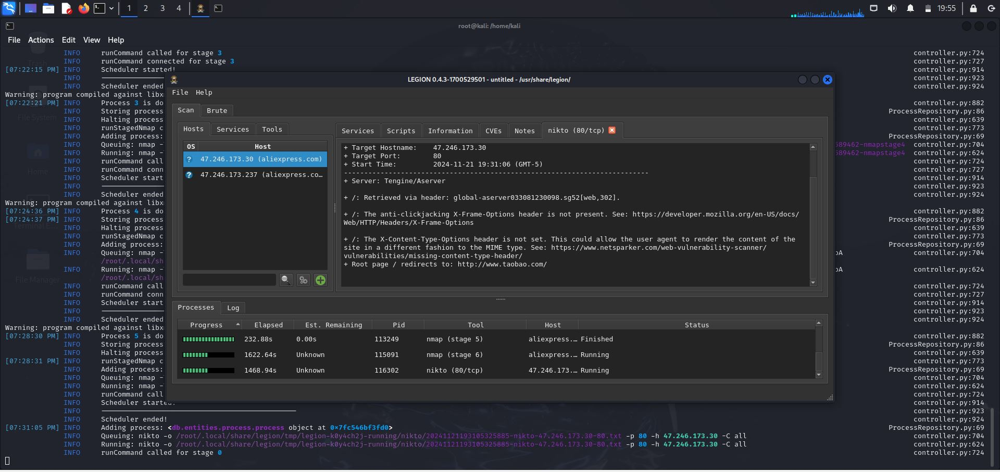 1 2 3 4 19:55
root@kali: /home/kali
File Actions Edit View Help
INFO runCommand called for stage 3 controller.py:724
INFO runCommand connected for stage 3 controller.py:727
[07:22:15 PM] INFO Scheduler started! controller.py:914
INFO controller.py:923
INFO Scheduler ended controller.py:924
Warning: program compiled against libx
[07:22:21 PM] INFO Process 3 is do controller.py:882
INFO Storing process ProcessRepository.py:86
INFO Halting process controller.py:639
INFO runStagedNmap c controller.py:773
INFO Adding process: ProcessRepository.py:69
INFO Queuing: nmap - 589462-nmapstage4 controller.py:704
INFO Running: nmap - 589462-nmapstage4 controller.py:624
INFO runCommand call controller.py:724
INFO runCommand conn controller.py:727
INFO Scheduler start controller.py:914
INFO controller.py:923
INFO Scheduler ended controller.py:924
Warning: program compiled against libx
[07:24:36 PM] INFO Process 4 is do controller.py:882
[07:24:37 PM] INFO Storing process ProcessRepository.py:86
INFO Halting process controller.py:639
INFO runStagedNmap c controller.py:773
INFO Adding process: ProcessRepository.py:69
INFO Queuing: nmap - oA controller.py:704
/root/.local/sh
INFO Running: nmap - oA controller.py:624
/root/.local/sh
INFO runCommand call controller.py:724
INFO runCommand conn controller.py:727
INFO Scheduler start controller.py:914
INFO controller.py:923
INFO Scheduler ended controller.py:924
Warning: program compiled against libx
[07:28:30 PM] INFO Process 5 is do controller.py:882
INFO Storing process ProcessRepository.py:86
INFO Halting process controller.py:639
[07:28:31 PM] INFO runStagedNmap c controller.py:773
INFO Adding process: ProcessRepository.py:69
INFO Queuing: nmap - controller.py:704
INFO Running: nmap - controller.py:624
INFO runCommand call controller.py:724
INFO Scheduler started! controller.py:914
INFO controller.py:923
Scheduler ended! controller.py:924
[07:31:05 PM] INFO Adding process: <db.entities.process.process object at 0×7fc546bf3fd0> ProcessRepository.py:69
INFO Queuing: nikto -o /root/.local/share/legion/tmp/legion-k0y4ch2j-running/nikto/20241121193105325885-nikto-47.246.173.30-80.txt -p 80 -h 47.246.173.30 -C all controller.py:704
INFO Running: nikto -o /root/.local/share/legion/tmp/legion-k0y4ch2j-running/nikto/20241121193105325885-nikto-47.246.173.30-80.txt -p 80 -h 47.246.173.30 -C all controller.py:624
INFO runCommand called for stage 0 controller.py:724
Trash
File System
Home
Terminal E...
File Manager
LEGION 0.4.3-1700529501 - untitled - /usr/share/legion/
File Help
Scan Brute
Hosts Services Tools
OS Host
? 47.246.173.30 (aliexpress.com)
? 47.246.173.237 (aliexpress.co…
Services Scripts Information CVEs Notes nikto (80/tcp)
+ Target Hostname: 47.246.173.30
+ Target Port: 80
+ Start Time: 2024-11-21 19:31:06 (GMT-5)
---------------------------------------------------------------------------
+ Server: Tengine/Aserver
+ /: Retrieved via header: global-aserver033081230098.sg52[web,302].
+ /: The anti-clickjacking X-Frame-Options header is not present. See: https://developer.mozilla.org/en-US/docs/
Web/HTTP/Headers/X-Frame-Options
+ /: The X-Content-Type-Options header is not set. This could allow the user agent to render the content of the
site in a different fashion to the MIME type. See: https://www.netsparker.com/web-vulnerability-scanner/
vulnerabilities/missing-content-type-header/
+ Root page / redirects to: http://www.taobao.com/
Processes Log
Progress Elapsed Est. Remaining Pid Tool Host Status
232.88s 0.00s 113249 nmap (stage 5) aliexpress.… Finished
1622.64s Unknown 115091 nmap (stage 6) aliexpress.… Running
1468.94s Unknown 116302 nikto (80/tcp) 47.246.173.… Running